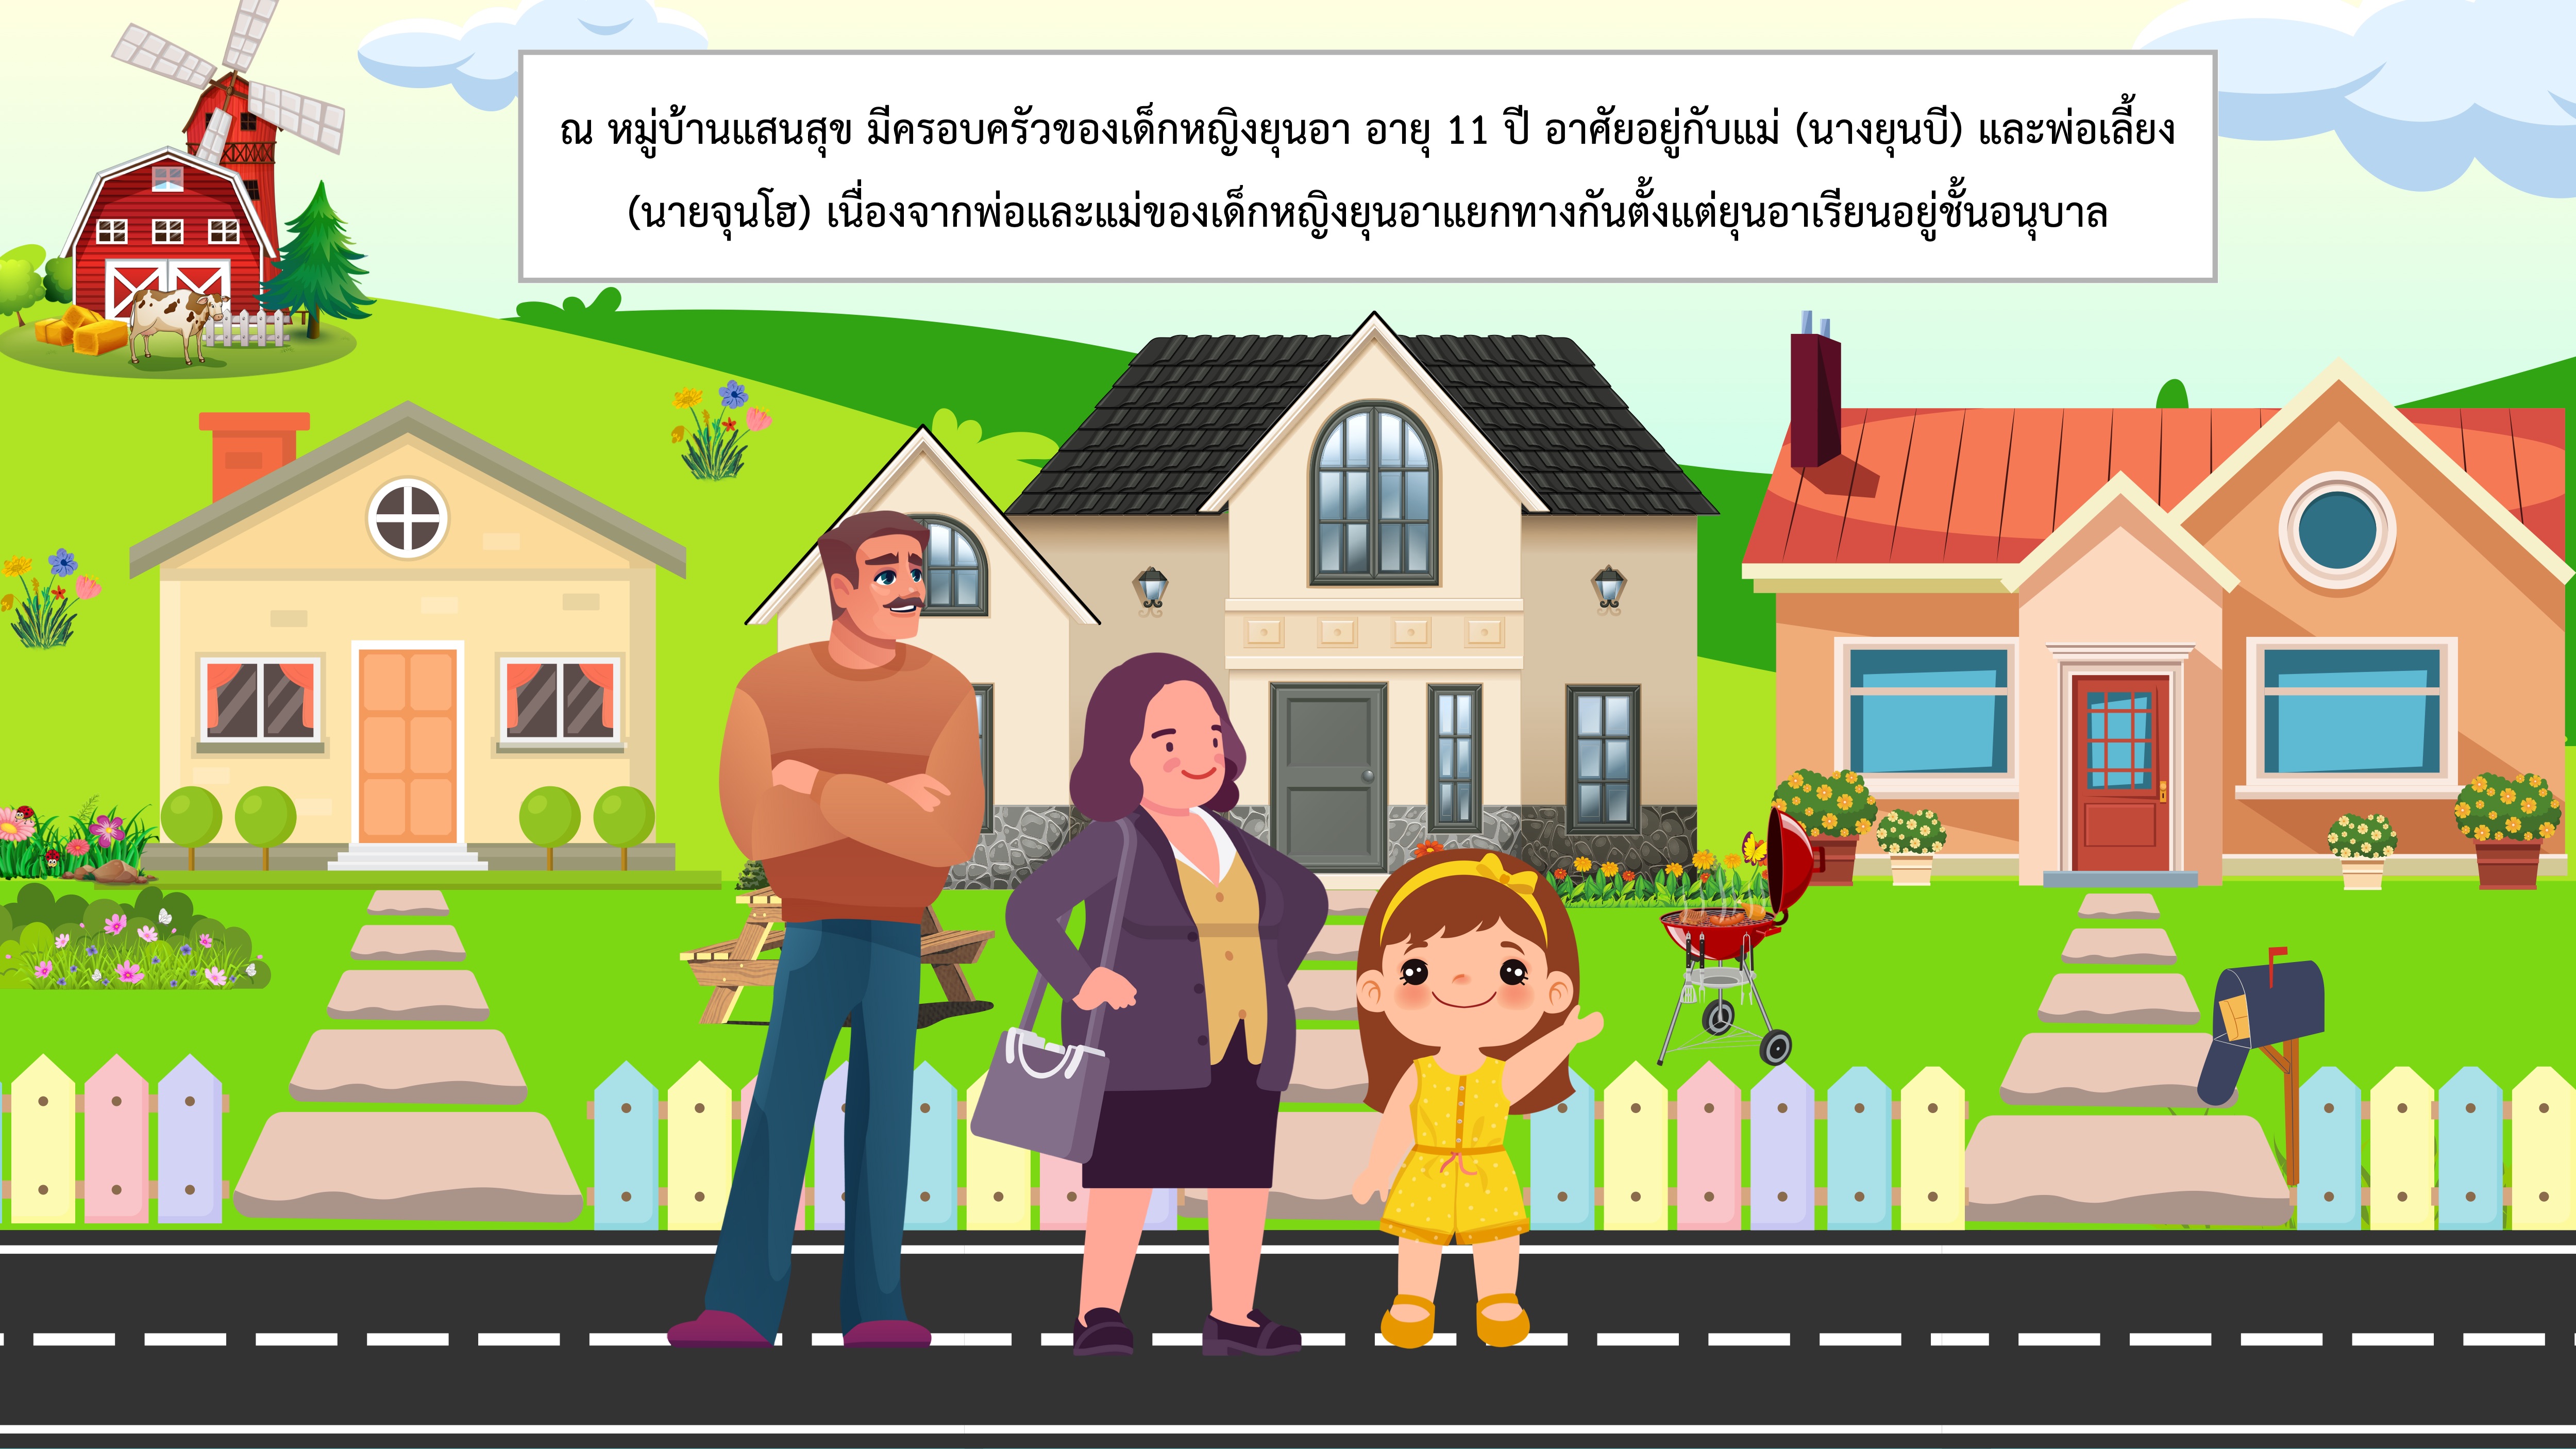 ณ หมู่บ้านแสนสุข มีครอบครัวของเด็กหญิงยุนอา อายุ 11 ปี อาศัยอยู่กับแม่ (นางยุนบี) และพ่อเลี้ยง
(นายจุนโฮ) เนื่องจากพ่อและแม่ของเด็กหญิงยุนอาแยกทางกันตั้งแต่ยุนอาเรียนอยู่ชั้นอนุบาล